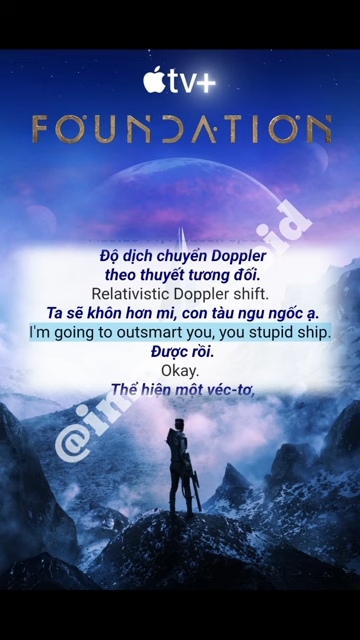 tv+
FOUNDATION
Độ dịch chuyển Doppler
theo thuyết tương đối.
Relativistic Doppler shift.
Ta sẽ khôn hơn mi, con tàu ngu ngốc ạ.
I'm going to outsmart you, you stupid ship.
Được rồi.
Okay.
Thể hiện một véc-tơ,